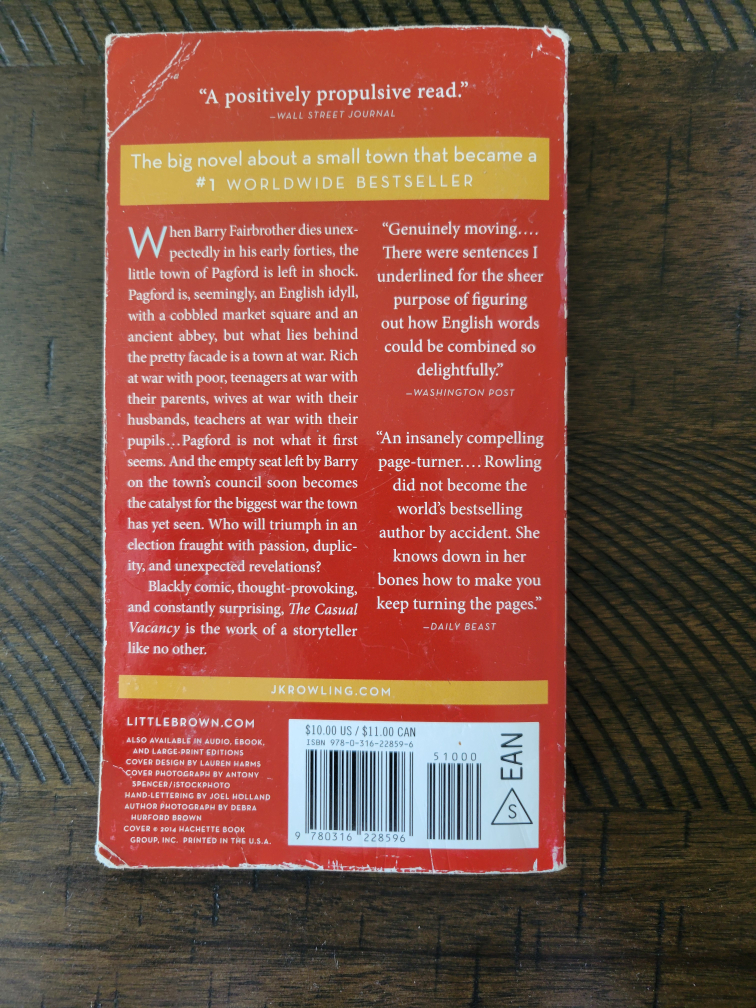 “A positively propulsive read.”
—WALL STREET JOURNAL
The big novel about a small town that became a
#1 WORLDWIDE BESTSELLER
When Barry Fairbrother dies unex-
pectedly in his early forties, the
little town of Pagford is left in shock.
Pagford is, seemingly, an English idyll,
with a cobbled market square and an
ancient abbey, but what lies behind
the pretty facade is a town at war. Rich
at war with poor, teenagers at war with
their parents, wives at war with their
husbands, teachers at war with their
pupils…Pagford is not what it first
seems. And the empty seat left by Barry
on the town’s council soon becomes
the catalyst for the biggest war the town
has yet seen. Who will triumph in an
election fraught with passion, duplic-
ity, and unexpected revelations?
Blackly comic, thought-provoking,
and constantly surprising, The Casual
Vacancy is the work of a storyteller
like no other.
“Genuinely moving….
There were sentences I
underlined for the sheer
purpose of figuring
out how English words
could be combined so
delightfully.”
—WASHINGTON POST
“An insanely compelling
page-turner.… Rowling
did not become the
world’s bestselling
author by accident. She
knows down in her
bones how to make you
keep turning the pages.”
—DAILY BEAST
JKROWLING.COM
LITTLEBROWN.COM
ALSO AVAILABLE IN AUDIO, EBOOK,
AND LARGE-PRINT EDITIONS
COVER DESIGN BY LAUREN HARMS
COVER PHOTOGRAPH BY ANTONY
SPENCER/ISTOCKPHOTO
HAND-LETTERING BY JOEL HOLLAND
AUTHOR PHOTOGRAPH BY DEBRA
HURFORD BROWN
COVER © 2014 HACHETTE BOOK
GROUP, INC. PRINTED IN THE U.S.A.
$10.00 US / $11.00 CAN
ISBN 978-0-316-22859-6
51000
9 780316 228596
EAN
S